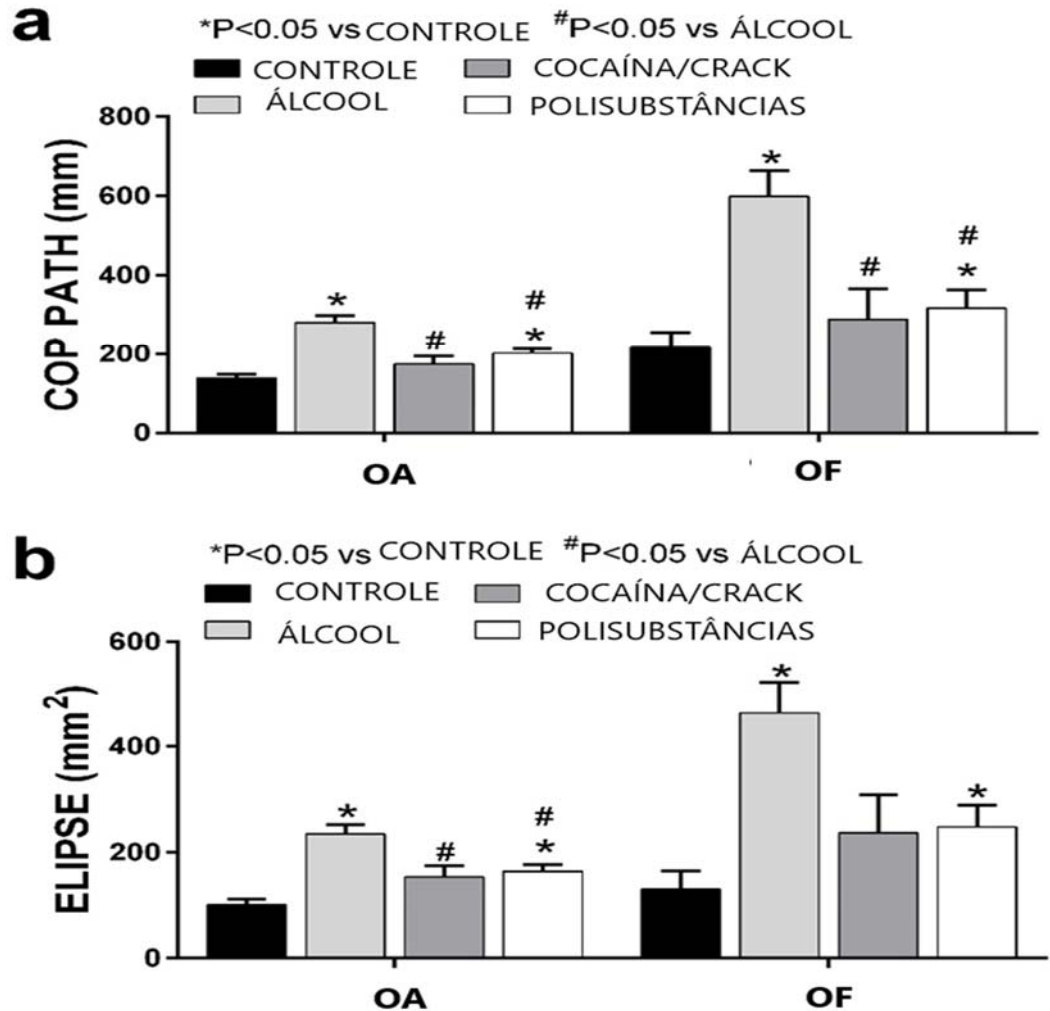 a
*P<0.05 vs CONTROLE #P<0.05 vs ÁLCOOL
CONTROLE COCAÍNA/CRACK
ÁLCOOL POLISUBSTÂNCIAS
COP PATH (mm)
800
600
400
200
0
*
#
#
*
*
#
#
*
OA OF
b
*P<0.05 vs CONTROLE #P<0.05 vs ÁLCOOL
CONTROLE COCAÍNA/CRACK
ÁLCOOL POLISUBSTÂNCIAS
ELIPSE (mm²)
600
400
200
0
*
#
#
*
*
*
OA OF